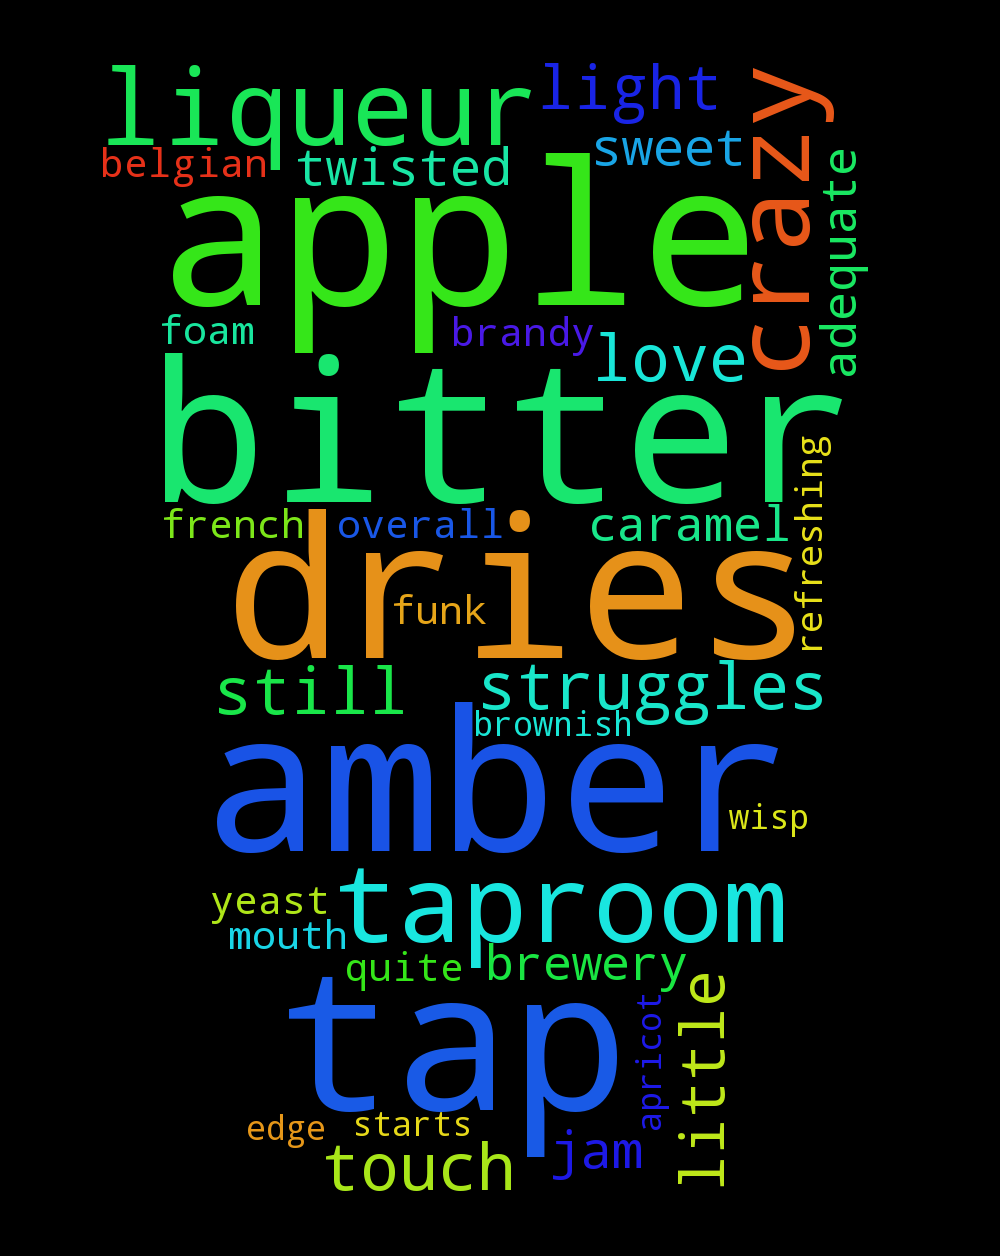 liqueur
light
crazy
belgian
twisted
sweet
adequate
apple
foam
brandy
love
bitter
refreshing
french
overall
caramel
dries
funk
still
struggles
brownish
amber
wisp
yeast
taproom
mouth
quite
brewery
tap
apricot
little
edge
starts
jam
touch